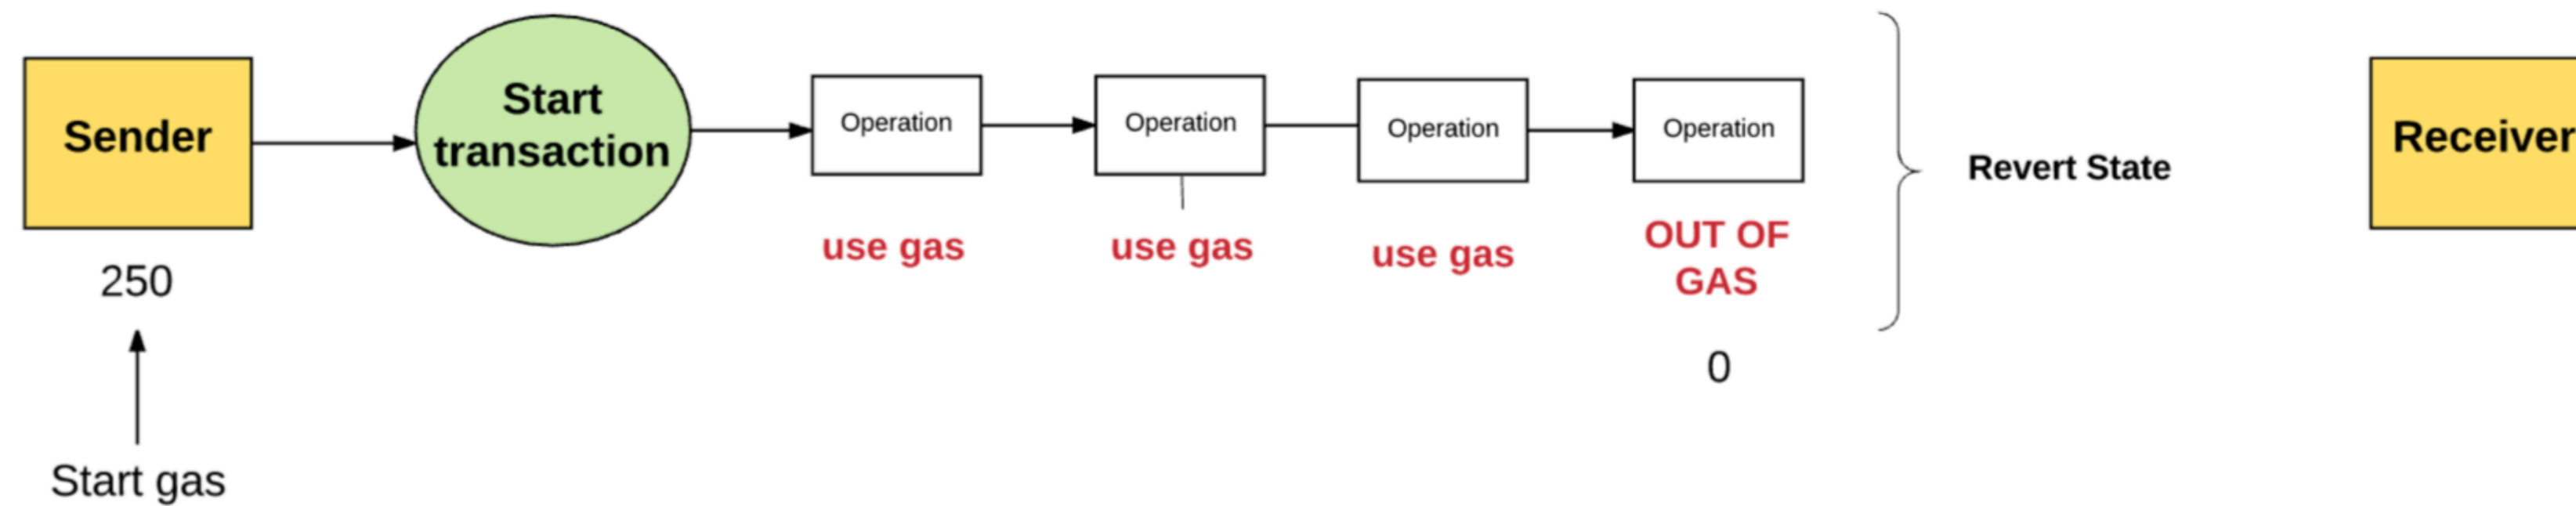 Sender
250
Start gas
Start
transaction
Operation
use gas
Operation
use gas
Operation
use gas
Operation
OUT OF
GAS
0
Revert State
Receiver